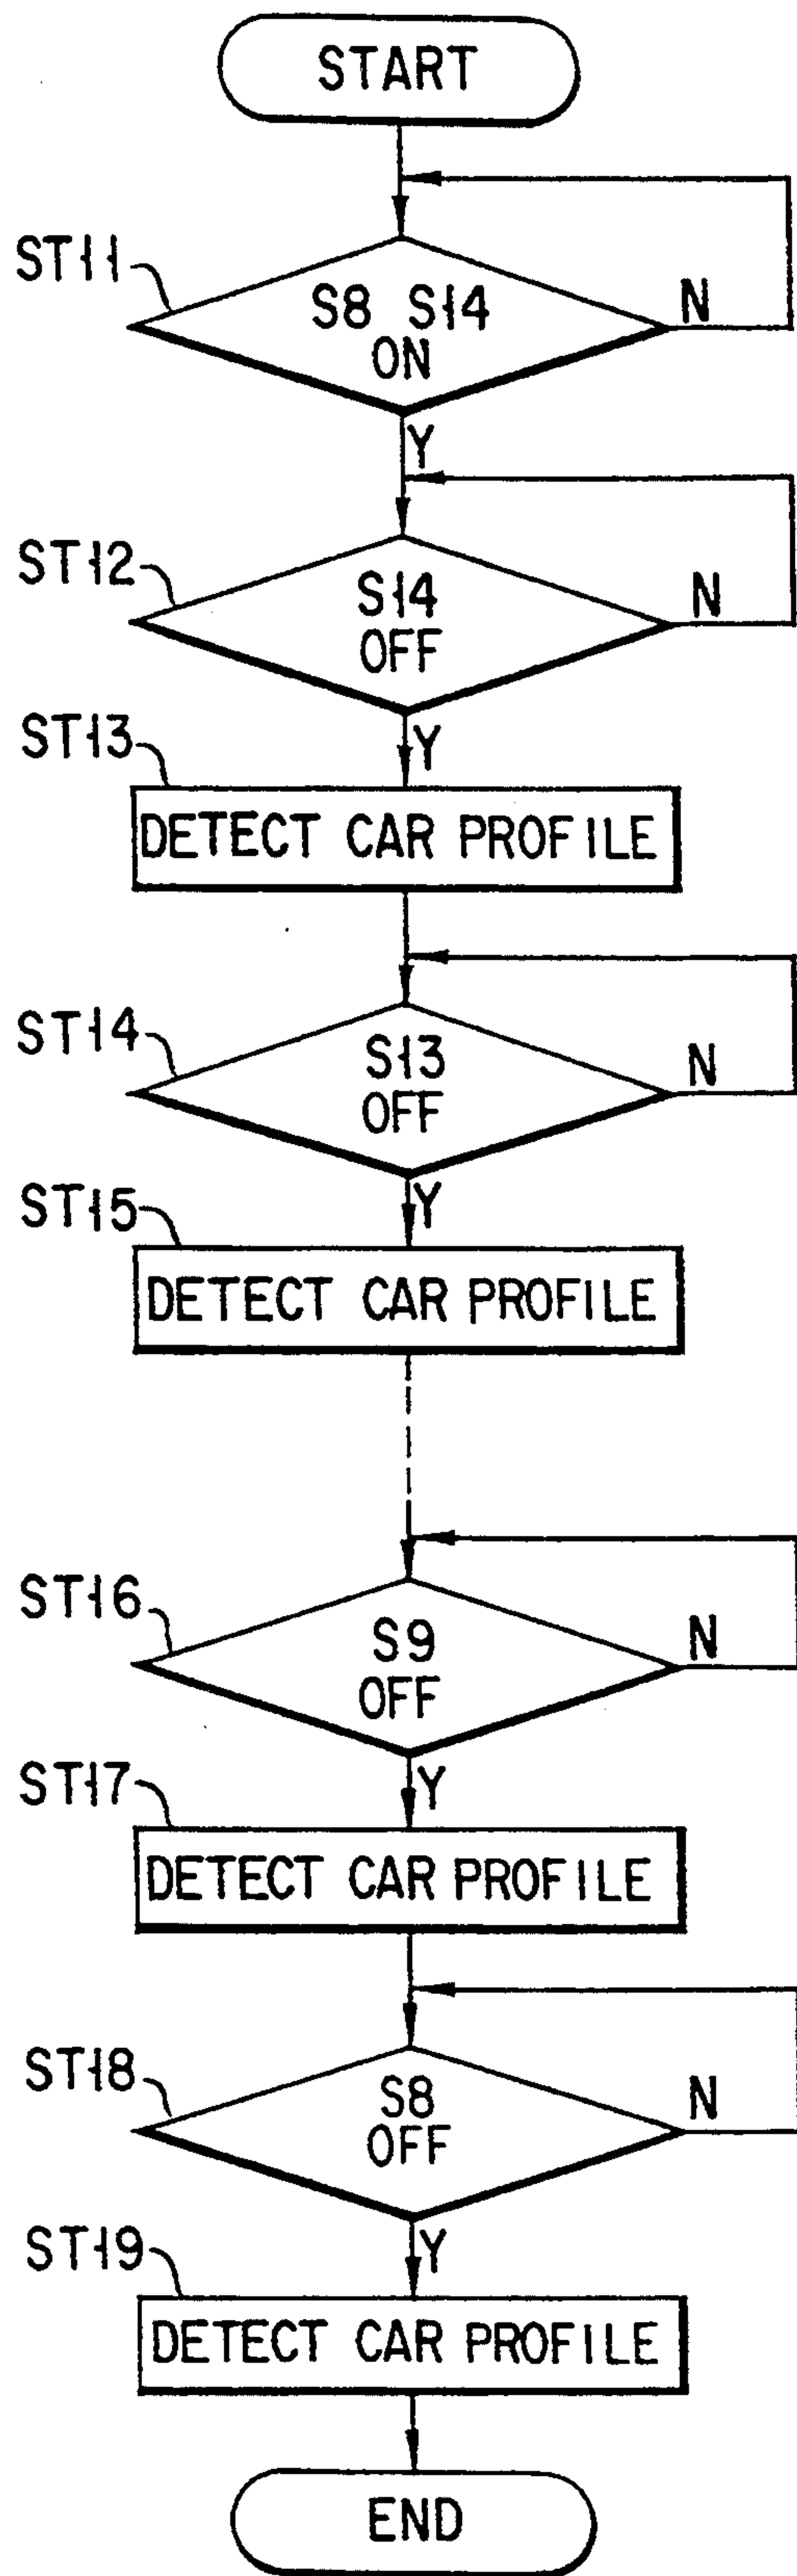 START
ST11
S8 S14
ON
N
Y
ST12
S14
OFF
N
Y
ST13
DETECT CAR PROFILE
ST14
S13
OFF
N
Y
ST15
DETECT CAR PROFILE
ST16
S9
OFF
N
Y
ST17
DETECT CAR PROFILE
ST18
S8
OFF
N
Y
ST19
DETECT CAR PROFILE
END